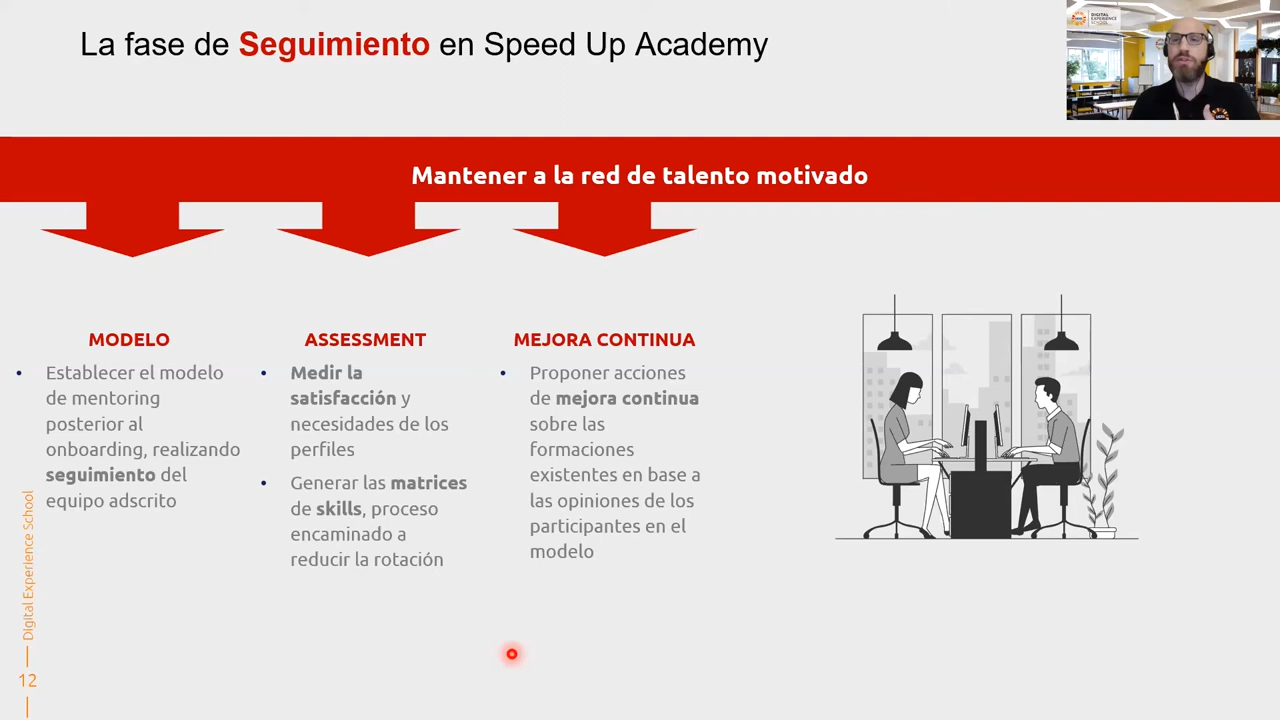 La fase de Seguimiento en Speed Up Academy
DIGITAL
EXPERIENCE
SCHOOL
Mantener a la red de talento motivado
MODELO
• Establecer el modelo
de mentoring
posterior al
onboarding, realizando
seguimiento del
equipo adscrito
ASSESSMENT
• Medir la
satisfacción y
necesidades de los
perfiles
• Generar las matrices
de skills, proceso
encaminado a
reducir la rotación
MEJORA CONTINUA
• Proponer acciones
de mejora continua
sobre las
formaciones
existentes en base a
las opiniones de los
participantes en el
modelo
Digital Experience School
12